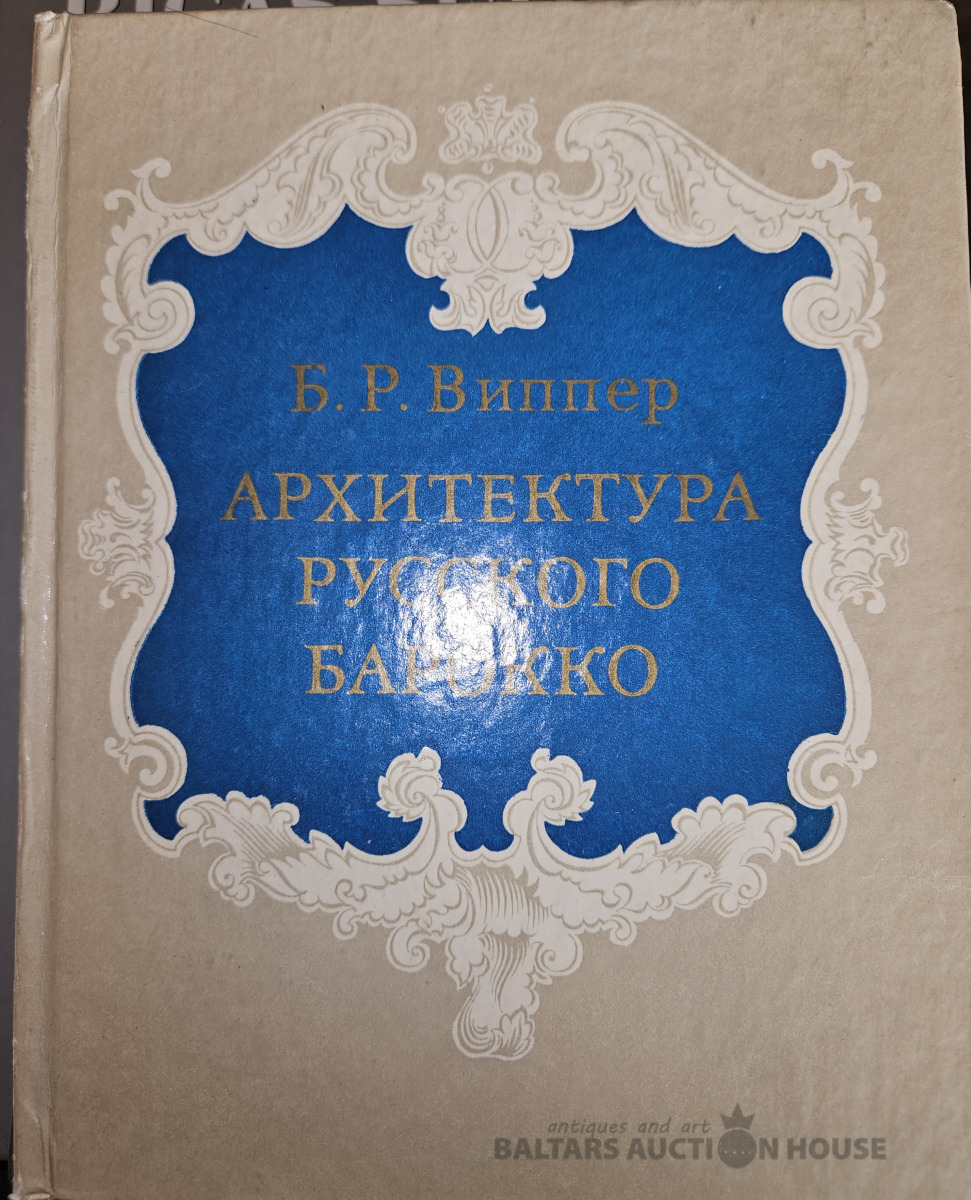 Б. Р. Виппер
АРХИТЕКТУРА
РУССКОГО
БАРОККО
antiques and art
BALTARS AUCTION HOUSE